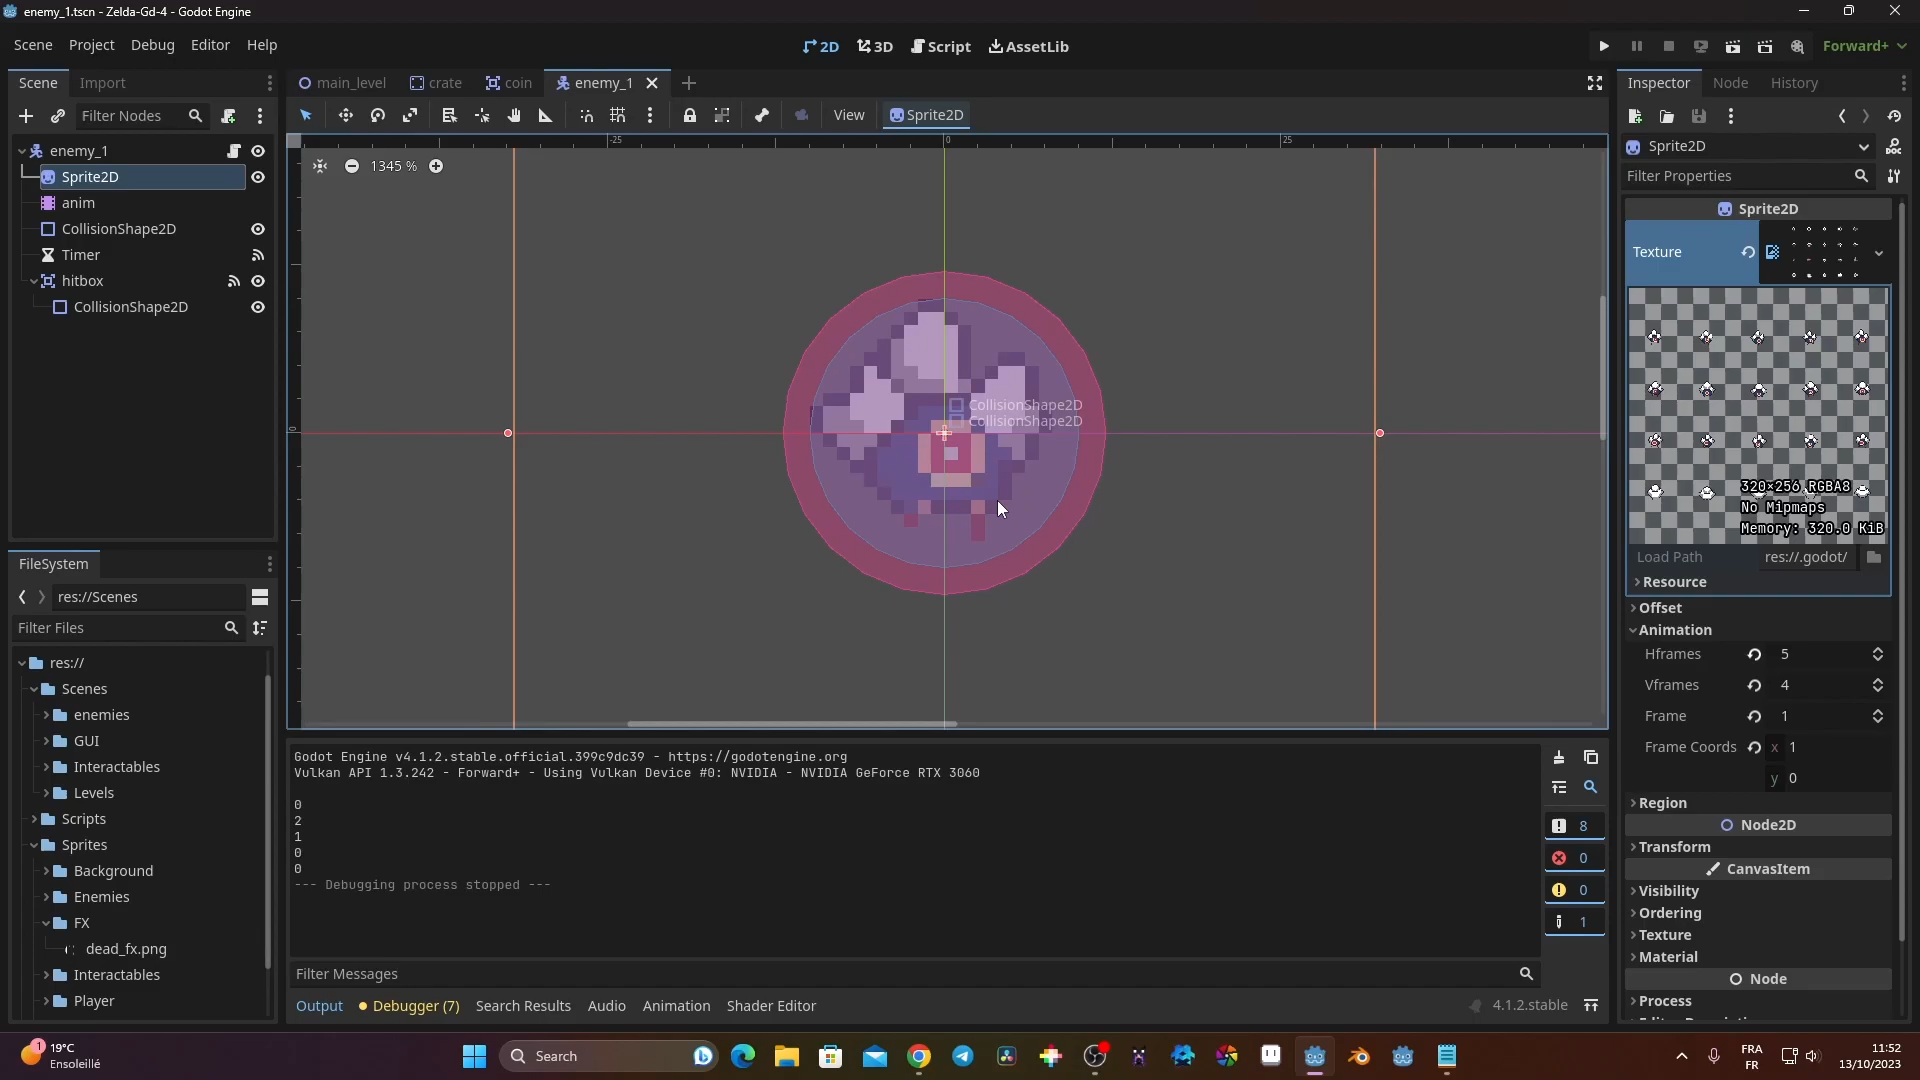 enemy_1.tscn - Zelda-Gd-4 - Godot Engine
Scene Project Debug Editor Help
2D 3D Script AssetLib
Forward+
Scene Import
main_level crate coin enemy_1
Inspector Node History
Filter Nodes
View Sprite2D
enemy_1
Sprite2D
anim
CollisionShape2D
Timer
hitbox
CollisionShape2D
-25 0 25
1345 %
0
CollisionShape2D
CollisionShape2D
Sprite2D
Filter Properties
Sprite2D
Texture
320×256 RGBA8
No Mipmaps
Memory: 320.0 KiB
Load Path res://.godot/
Resource
Offset
Animation
Hframes 5
Vframes 4
Frame 1
Frame Coords x 1
y 0
Region
Node2D
Transform
CanvasItem
Visibility
Ordering
Texture
Material
Node
Process
FileSystem
res://Scenes
Filter Files
res://
Scenes
enemies
GUI
Interactables
Levels
Scripts
Sprites
Background
Enemies
FX
dead_fx.png
Interactables
Player
Godot Engine v4.1.2.stable.official.399c9dc39 - https://godotengine.org
Vulkan API 1.3.242 - Forward+ - Using Vulkan Device #0: NVIDIA - NVIDIA GeForce RTX 3060
0
2
1
0
0
--- Debugging process stopped ---
8
0
0
1
Filter Messages
Output Debugger (7) Search Results Audio Animation Shader Editor
4.1.2.stable
1
19°C
Ensoleillé
Search
FRA
FR
11:52
13/10/2023